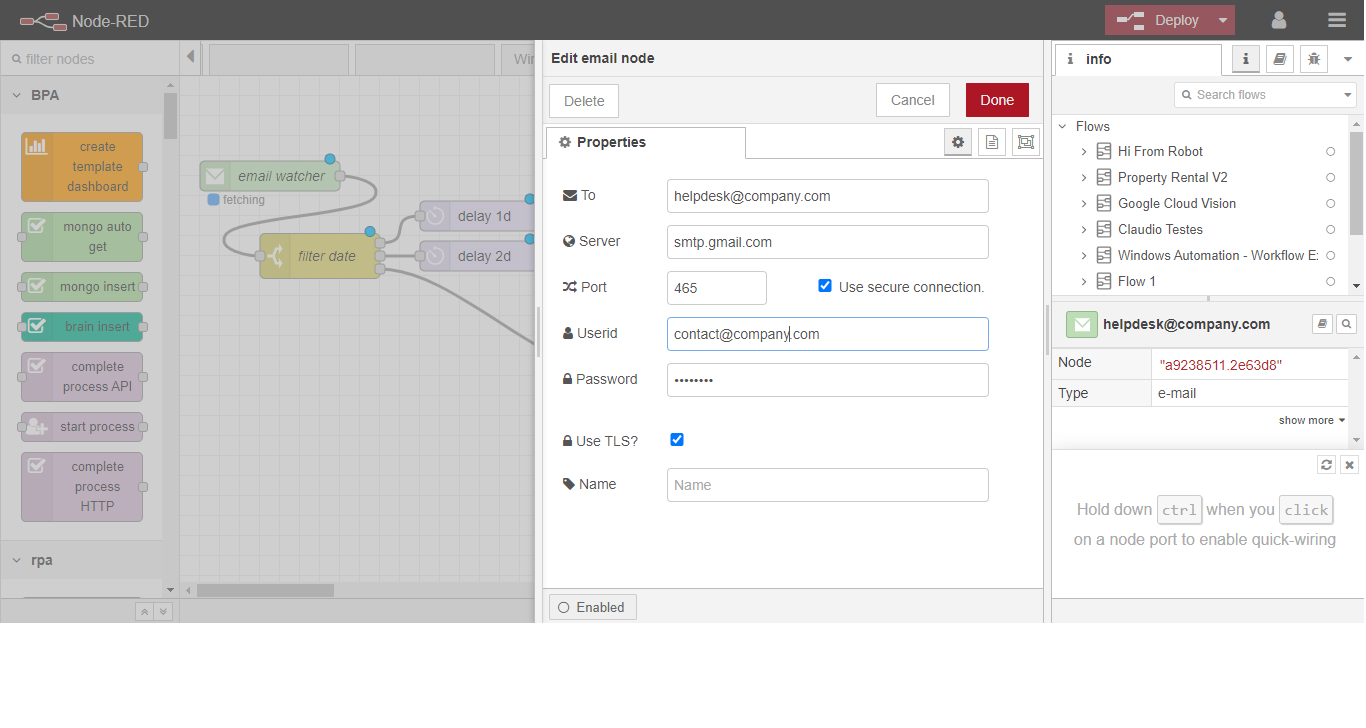 Node-RED
Deploy
filter nodes
BPA
create
template
dashboard
mongo auto
get
mongo insert
brain insert
complete
process API
start process
complete
process
HTTP
rpa
email watcher
fetching
filter date
delay 1d
delay 2d
Edit email node
Delete
Cancel
Done
Properties
To
helpdesk@company.com
Server
smtp.gmail.com
Port
465
Use secure connection.
Userid
contact@company.com
Password
••••••••
Use TLS?
Name
Name
Enabled
i info
i
Search flows
Flows
Hi From Robot
Property Rental V2
Google Cloud Vision
Claudio Testes
Windows Automation - Workflow E
Flow 1
helpdesk@company.com
Node "a9238511.2e63d8"
Type e-mail
show more
Hold down ctrl when you click
on a node port to enable quick-wiring